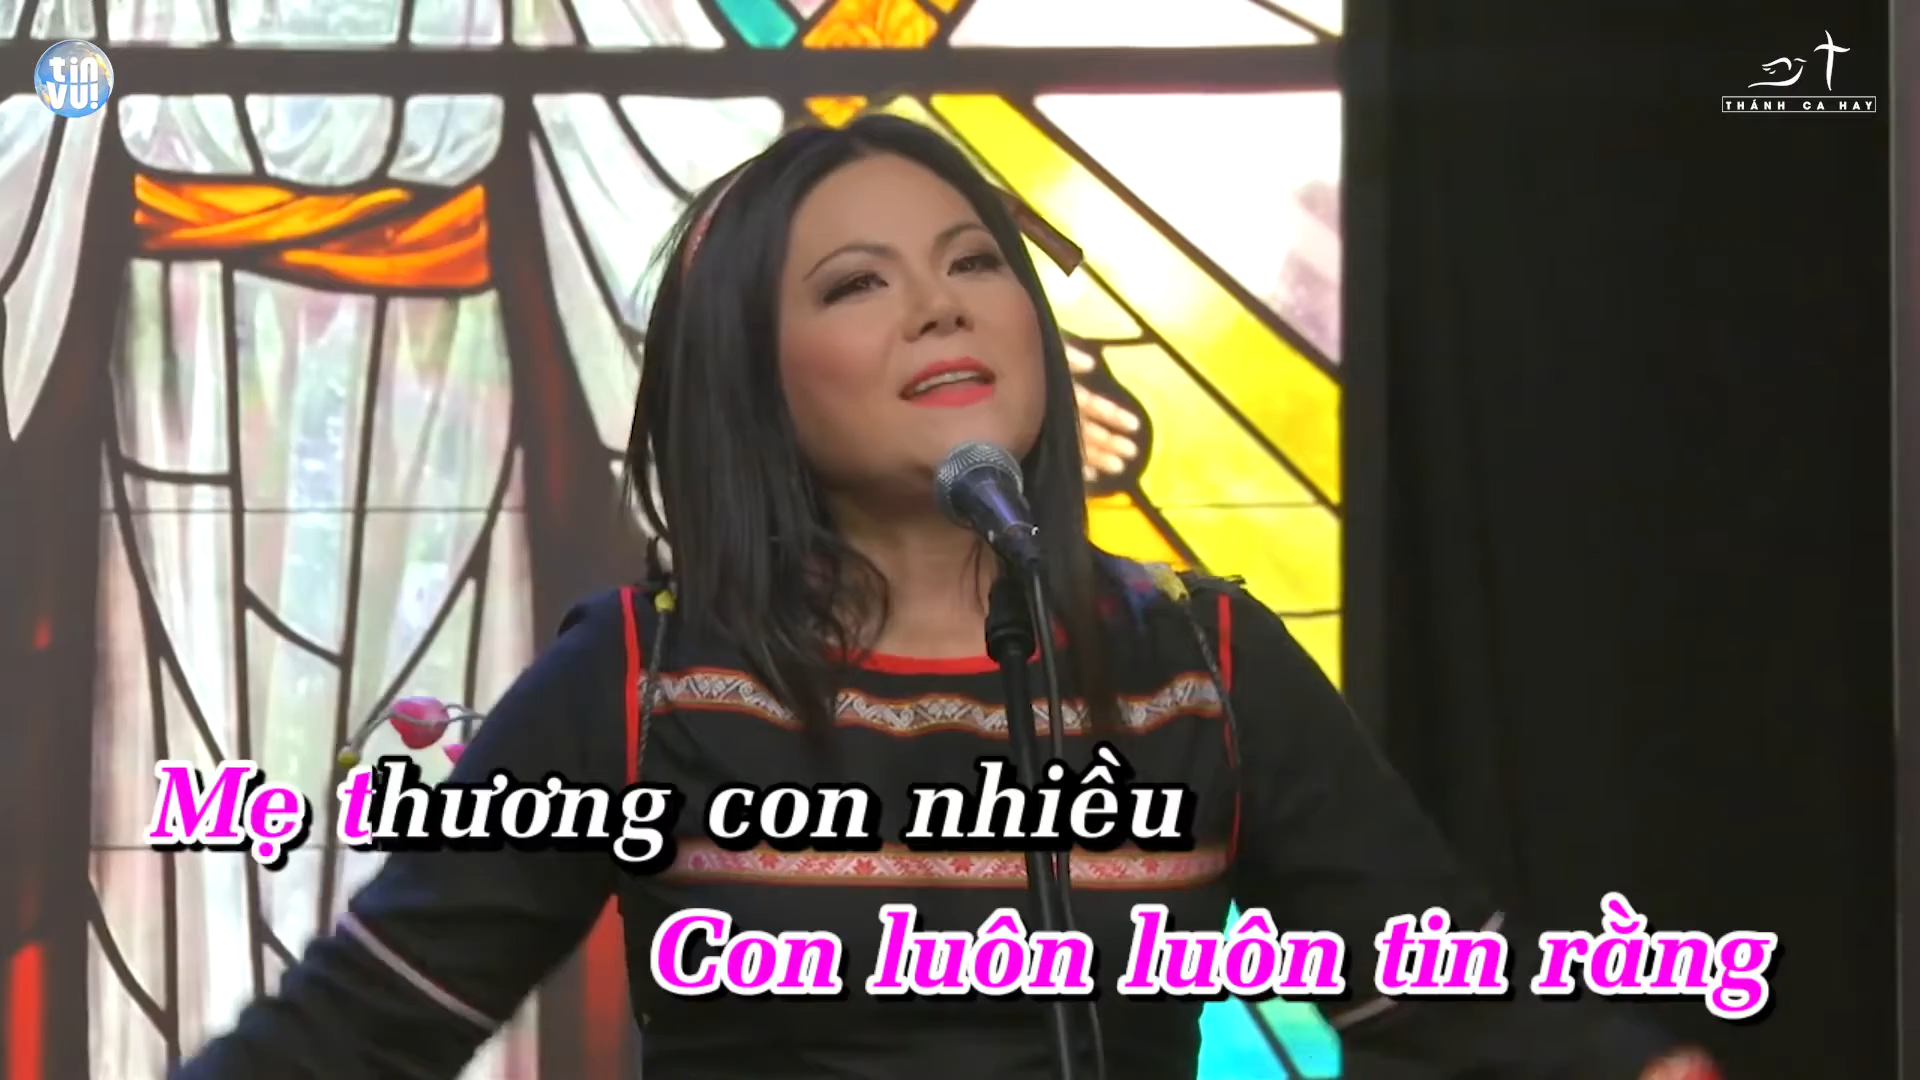 tin
vui!
THÁNH CA HAY
Mẹ thương con nhiều
Con luôn luôn tin rằng